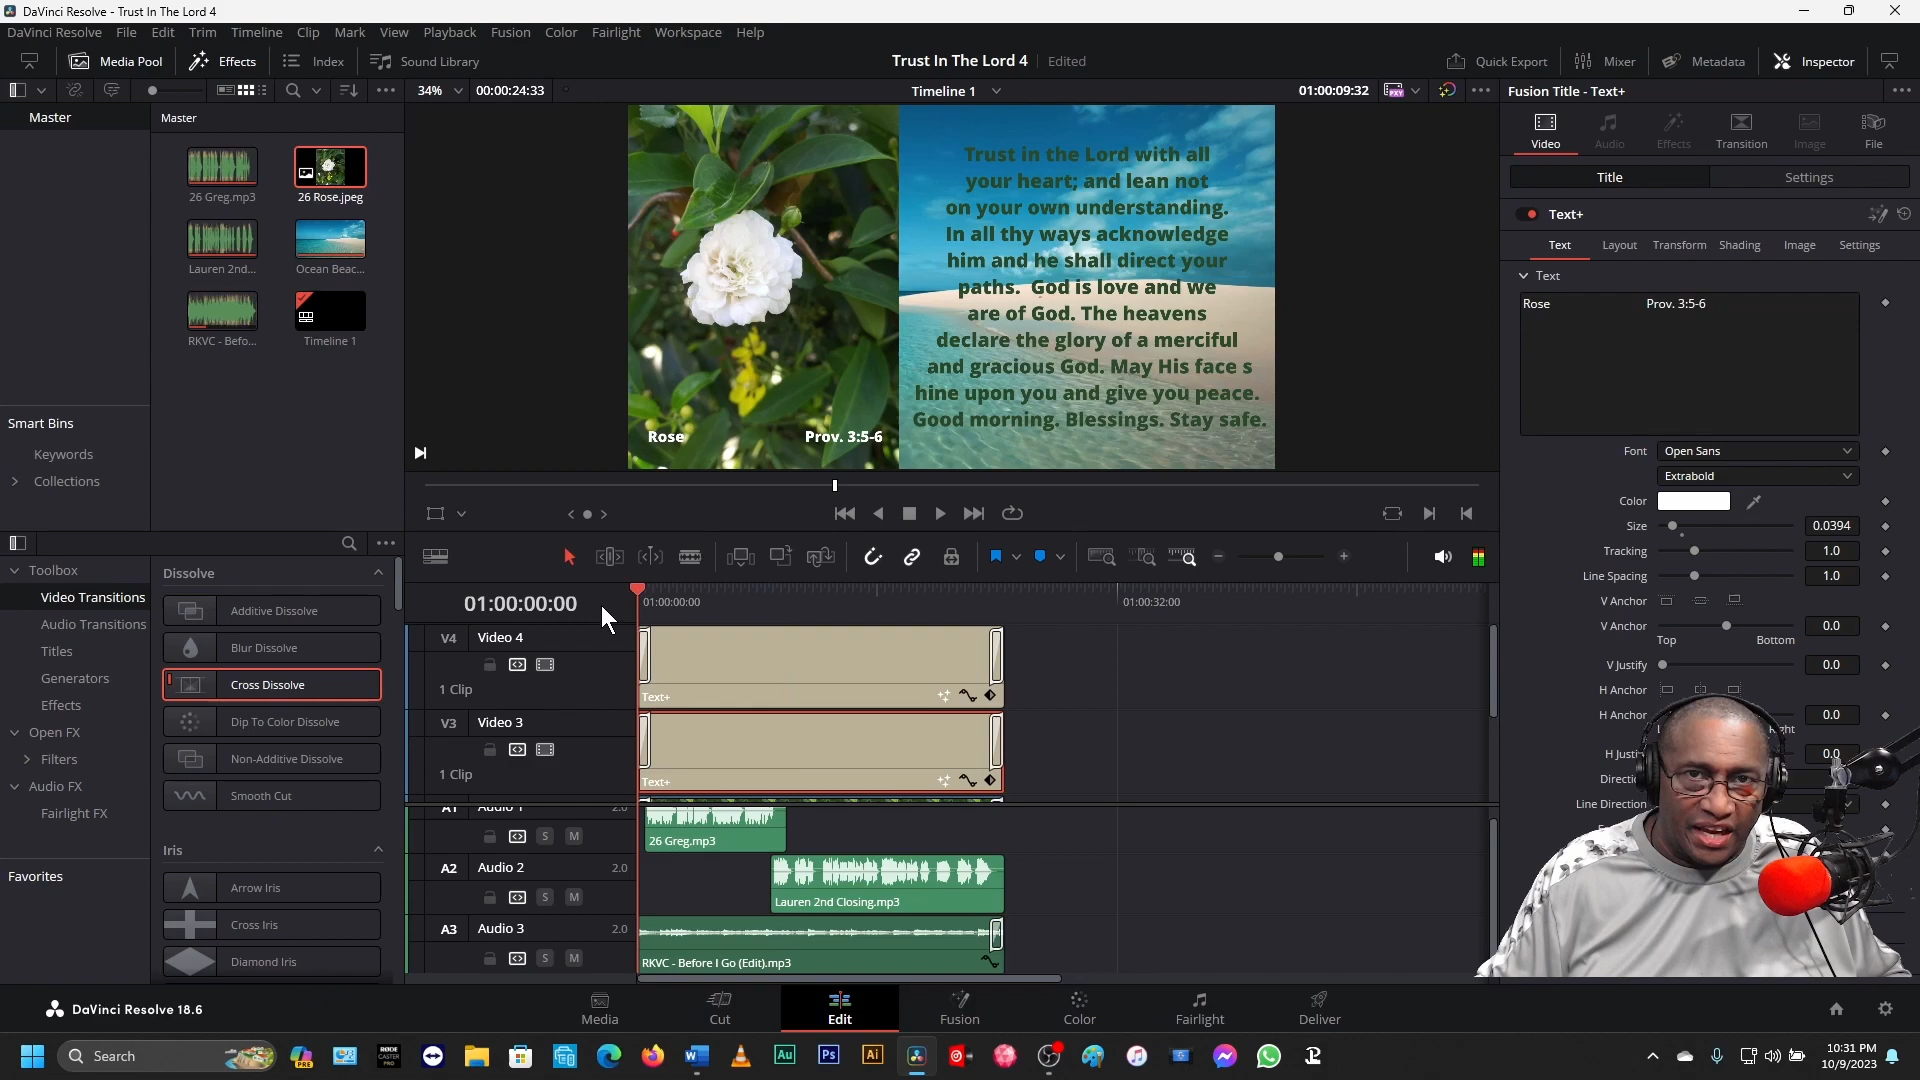 DaVinci Resolve - Trust In The Lord 4
DaVinci Resolve File Edit Trim Timeline Clip Mark View Playback Fusion Color Fairlight Workspace Help
Media Pool Effects Index Sound Library
Trust In The Lord 4 Edited
Quick Export Mixer Metadata Inspector
34% 00:00:24:33 Timeline 1 01:00:09:32 PXY
Fusion Title - Text+
Master
Master
26 Greg.mp3 26 Rose.jpeg
Lauren 2nd... Ocean Beac...
RKVC - Befo... Timeline 1
Smart Bins
Keywords
Collections
Trust in the Lord with all
your heart; and lean not
on your own understanding.
In all thy ways acknowledge
him and he shall direct your
paths. God is love and we
are of God. The heavens
declare the glory of a merciful
and gracious God. May His face s
hine upon you and give you peace.
Good morning. Blessings. Stay safe.
Rose Prov. 3:5-6
Video Audio Effects Transition Image File
Title Settings
Text+
Text Layout Transform Shading Image Settings
Text
Rose Prov. 3:5-6
Font Open Sans
Extrabold
Color
Size 0.0394
Tracking 1.0
Line Spacing 1.0
V Anchor
V Anchor 0.0
Top Bottom
V Justify 0.0
H Anchor
H Anchor 0.0
H Justi 0.0
Directi
Line Direction
Toolbox
Video Transitions
Audio Transitions
Titles
Generators
Effects
Open FX
Filters
Audio FX
Fairlight FX
Favorites
Dissolve
Additive Dissolve
Blur Dissolve
Cross Dissolve
Dip To Color Dissolve
Non-Additive Dissolve
Smooth Cut
Iris
Arrow Iris
Cross Iris
Diamond Iris
01:00:00:00 01:00:00:00 01:00:32:00
V4 Video 4
1 Clip
Text+
V3 Video 3
1 Clip
Text+
A1 Audio 1 2.0
S M
26 Greg.mp3
A2 Audio 2 2.0
S M
Lauren 2nd Closing.mp3
A3 Audio 3 2.0
S M
RKVC - Before I Go (Edit).mp3
DaVinci Resolve 18.6
Media Cut Edit Fusion Color Fairlight Deliver
Search
PRE
Au Ps Ai
10:31 PM
10/9/2023